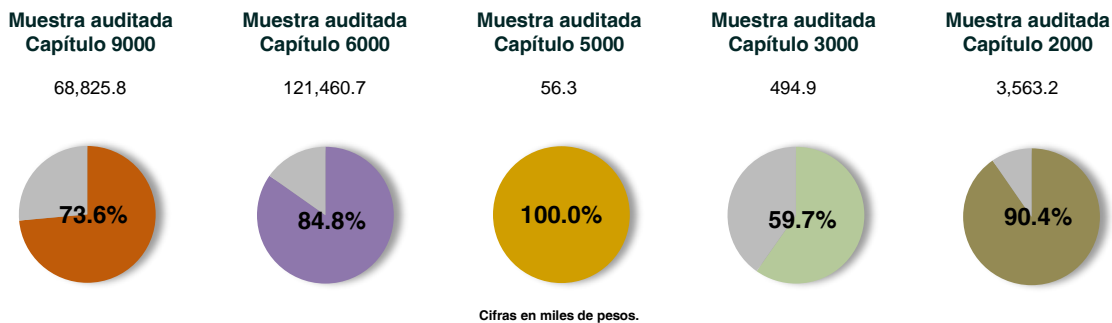 Muestra auditada
Capítulo 9000
68,825.8
73.6%
Muestra auditada
Capítulo 6000
121,460.7
84.8%
Muestra auditada
Capítulo 5000
56.3
100.0%
Muestra auditada
Capítulo 3000
494.9
59.7%
Muestra auditada
Capítulo 2000
3,563.2
90.4%
Cifras en miles de pesos.